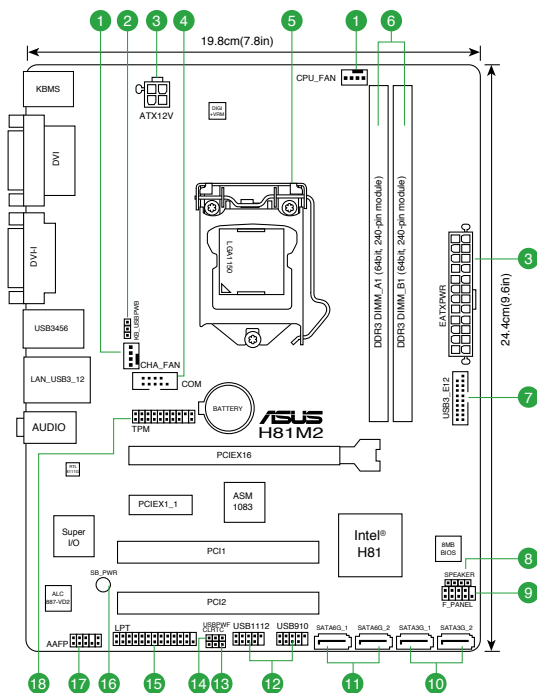 1
2
3
4
5
1
6
19.8cm(7.8in)
KBMS
ATX12V
DIGI
+VRM
CPU_FAN
DVI
DVI-I
LGA1150
DDR3 DIMM_A1 (64bit, 240-pin module)
DDR3 DIMM_B1 (64bit, 240-pin module)
EATXPWR
3
24.4cm(9.6in)
USB3456
KB_USBPWB
CHA_FAN
COM
LAN_USB3_12
USB3_E12
7
AUDIO
TPM
BATTERY
ASUS
H81M2
PCIEX16
RTL
8111G
PCIEX1_1
ASM
1083
Super
I/O
Intel®
H81
8MB
BIOS
PCI1
8
SB_PWR
SPEAKER
9
F_PANEL
ALC
887-VD2
PCI2
AAFP
LPT
USBPWF
CLRTC
USB1112
USB910
SATA6G_1
SATA6G_2
SATA3G_1
SATA3G_2
18
17
16
15
14
13
12
11
10